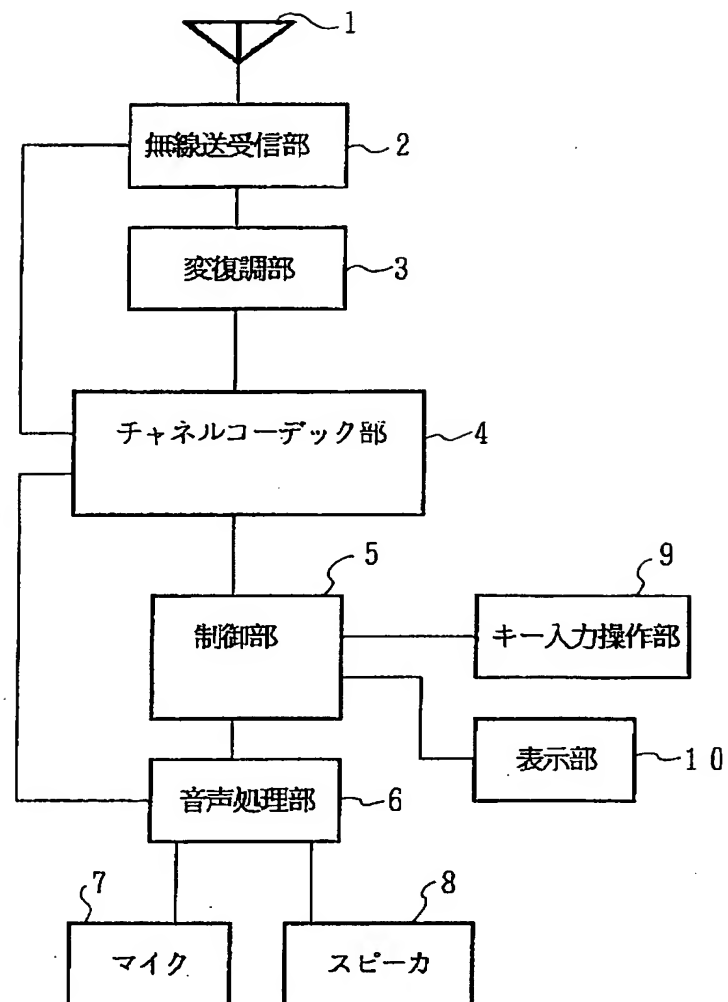 1
無線送受信部 2
変復調部 3
チャネルコーデック部 4
5 9
制御部 キー入力操作部
表示部 10
音声処理部 6
7 8
マイク スピーカ